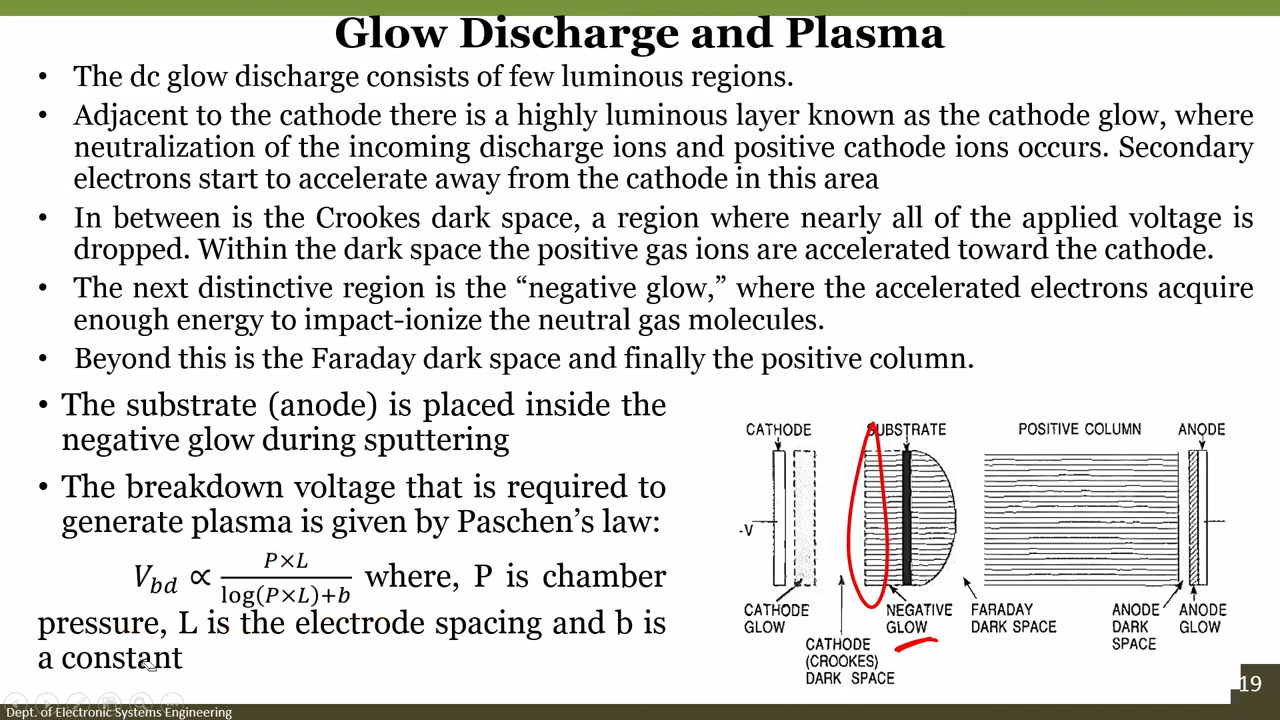 Glow Discharge and Plasma
• The dc glow discharge consists of few luminous regions.
• Adjacent to the cathode there is a highly luminous layer known as the cathode glow, where
neutralization of the incoming discharge ions and positive cathode ions occurs. Secondary
electrons start to accelerate away from the cathode in this area
• In between is the Crookes dark space, a region where nearly all of the applied voltage is
dropped. Within the dark space the positive gas ions are accelerated toward the cathode.
• The next distinctive region is the “negative glow,” where the accelerated electrons acquire
enough energy to impact-ionize the neutral gas molecules.
• Beyond this is the Faraday dark space and finally the positive column.
• The substrate (anode) is placed inside the
negative glow during sputtering
• The breakdown voltage that is required to
generate plasma is given by Paschen’s law:
V_bd ∝ P×L / log(P×L)+b where, P is chamber
pressure, L is the electrode spacing and b is
a constant
CATHODE
SUBSTRATE
POSITIVE COLUMN
ANODE
-V
CATHODE
GLOW
CATHODE
(CROOKES)
DARK SPACE
NEGATIVE
GLOW
FARADAY
DARK SPACE
ANODE
DARK
SPACE
ANODE
GLOW
19
Dept. of Electronic Systems Engineering